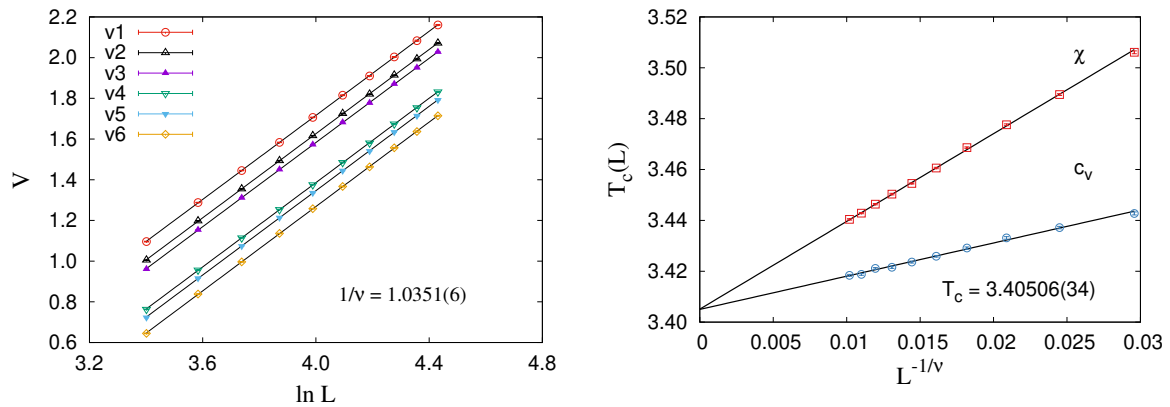 2.2
2.0
1.8
1.6
1.4
1.2
1.0
0.8
0.6
V
v1
v2
v3
v4
v5
v6
1/ν = 1.0351(6)
3.2 3.6 4.0 4.4 4.8
ln L
3.52
3.50
3.48
3.46
3.44
3.42
3.40
T_c(L)
χ
c_v
T_c = 3.40506(34)
0 0.005 0.01 0.015 0.02 0.025 0.03
L^{-1/ν}